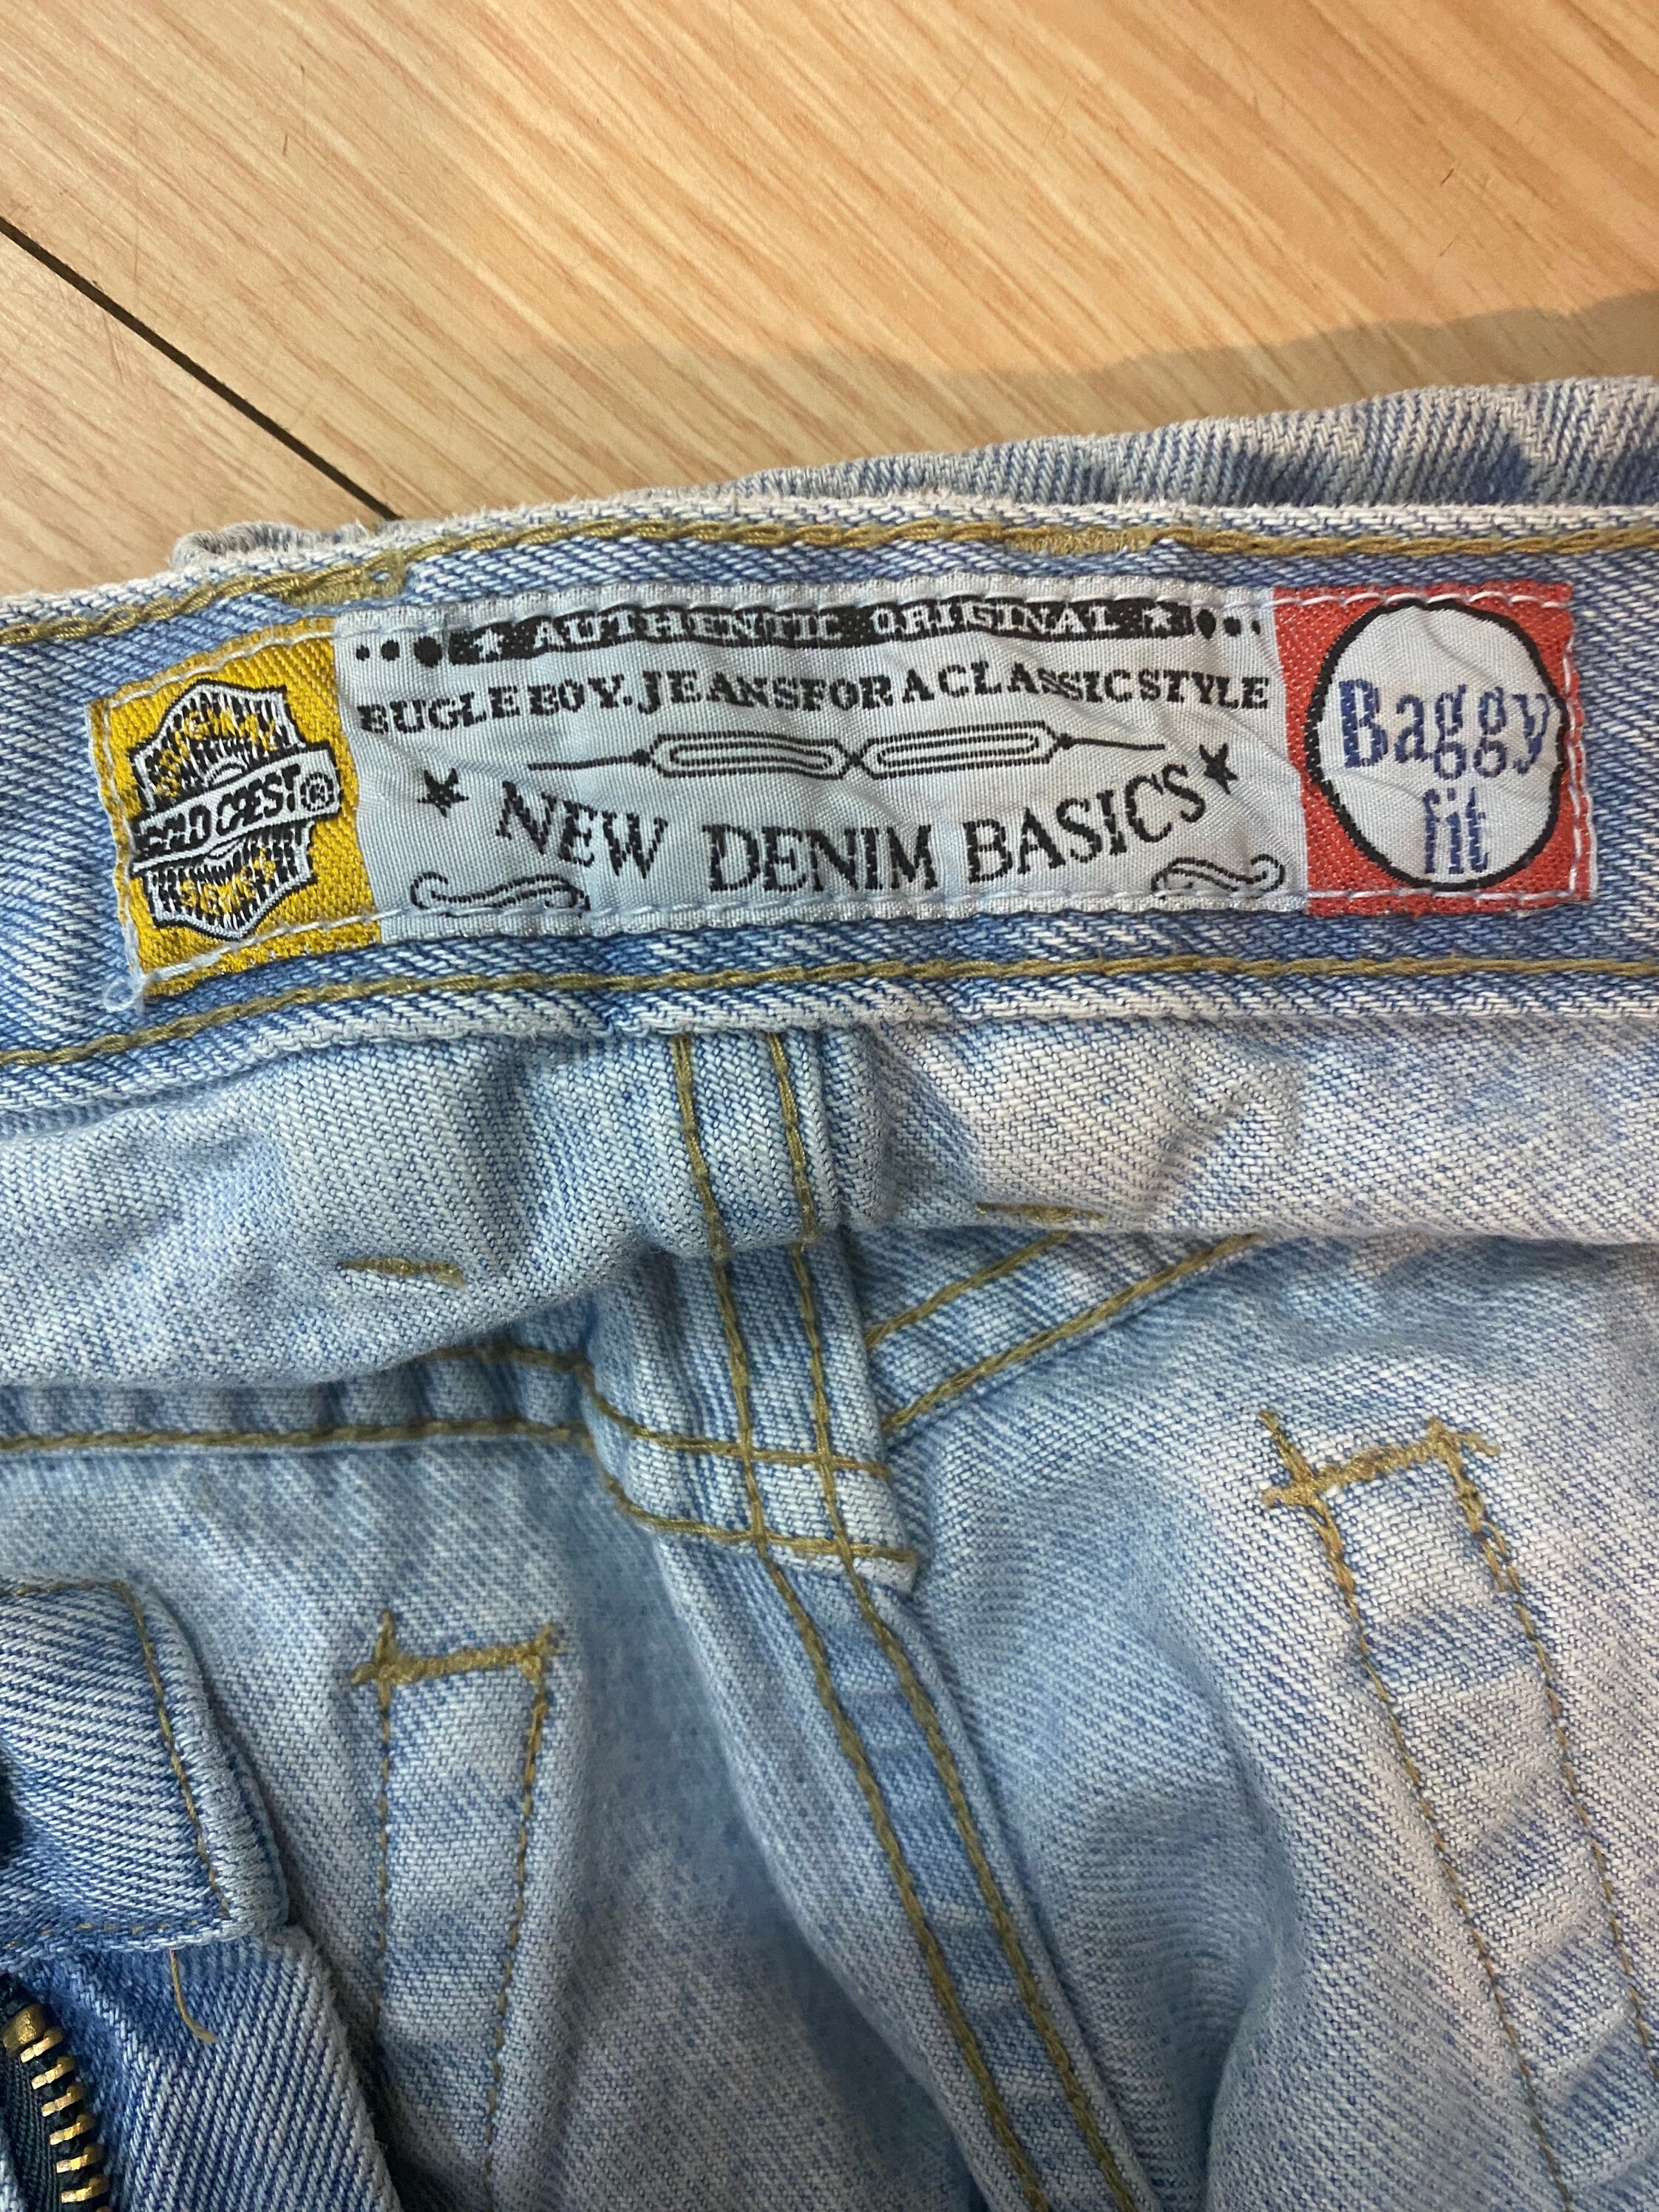 AUTHENTIC ORIGINAL
BUGLE BOY. JEANS FOR A CLASSIC STYLE
NEW DENIM BASICS
Baggy
fit